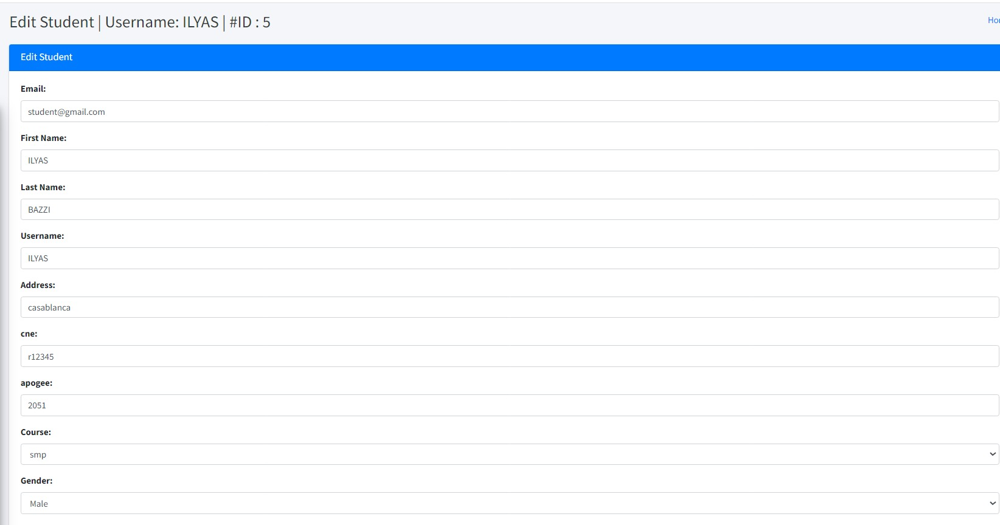 Edit Student | Username: ILYAS | #ID : 5
Edit Student
Email:
student@gmail.com
First Name:
ILYAS
Last Name:
BAZZI
Username:
ILYAS
Address:
casablanca
cne:
r12345
apogee:
2051
Course:
smp
Gender:
Male